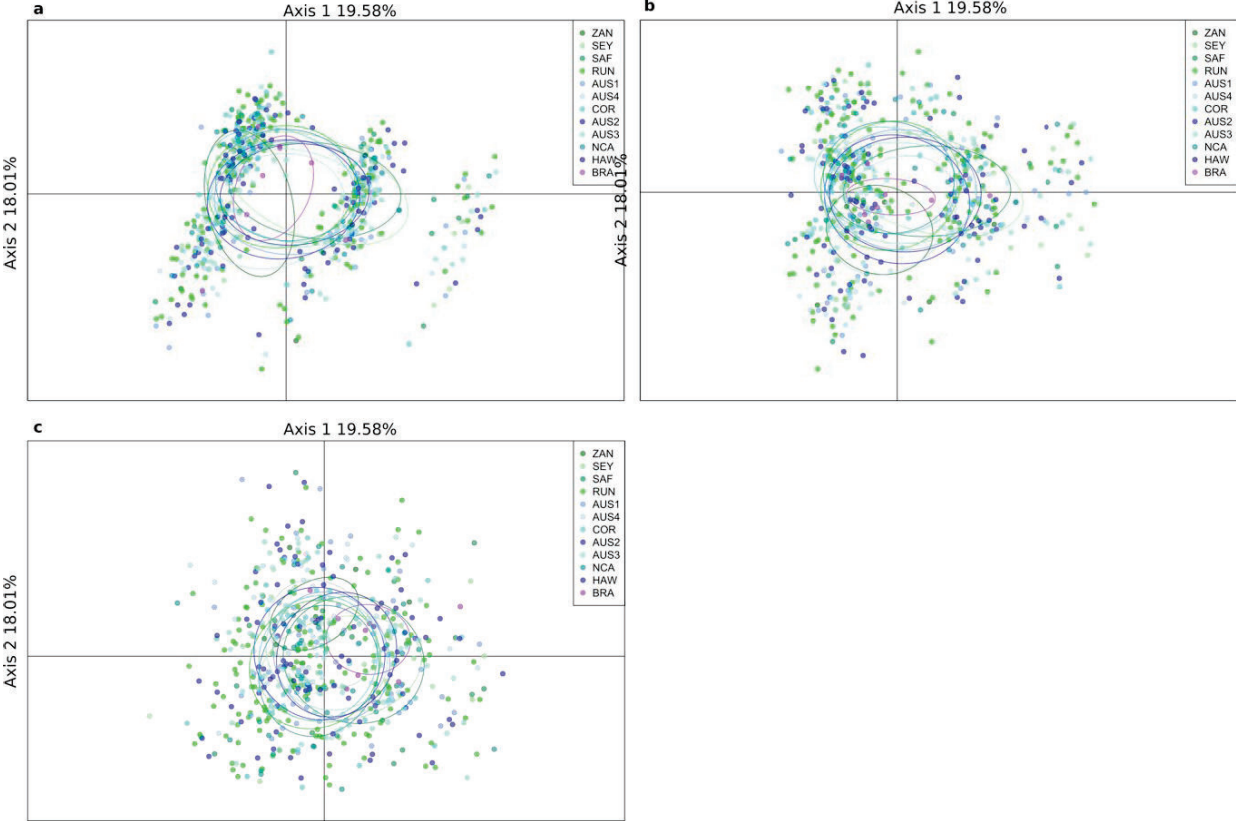 a
Axis 1 19.58%
Axis 2 18.01%
ZAN
SEY
SAF
RUN
AUS1
AUS4
COR
AUS2
AUS3
NCA
HAW
BRA
b
Axis 1 19.58%
Axis 2 18.01%
ZAN
SEY
SAF
RUN
AUS1
AUS4
COR
AUS2
AUS3
NCA
HAW
BRA
c
Axis 1 19.58%
Axis 2 18.01%
ZAN
SEY
SAF
RUN
AUS1
AUS4
COR
AUS2
AUS3
NCA
HAW
BRA